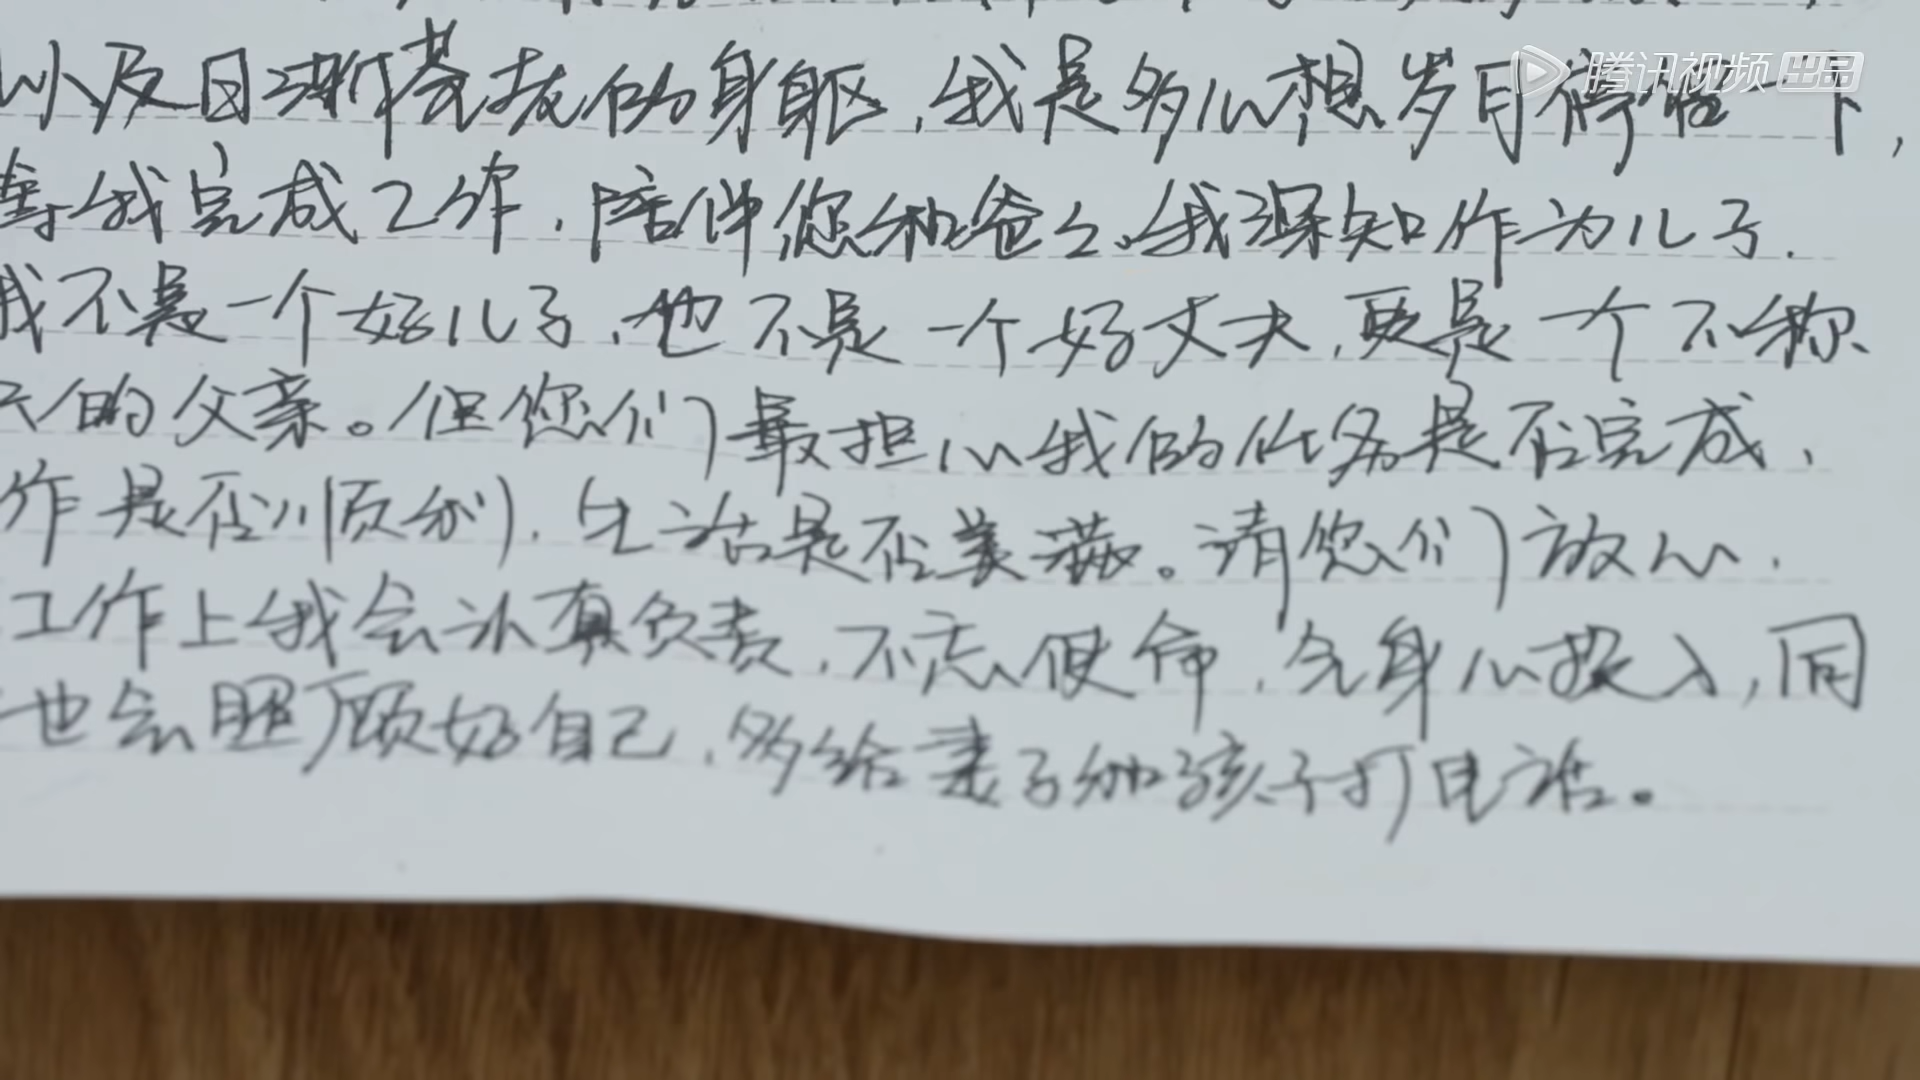 腾讯视频 出品
以及日渐苍老的身躯，我是多么想岁月停留一下，
等我完成工作，陪伴您和爸爸。我深知作为儿子，
我不是一个好儿子，也不是一个好丈夫，更是一个不称
的父亲。但您们最担心我的任务是否完成、
作是否顺利，生活是否美满。请您们放心，
工作上我会认真负责，不忘使命，全身心投入，同
也会照顾好自己，多给妻子和孩子打电话。